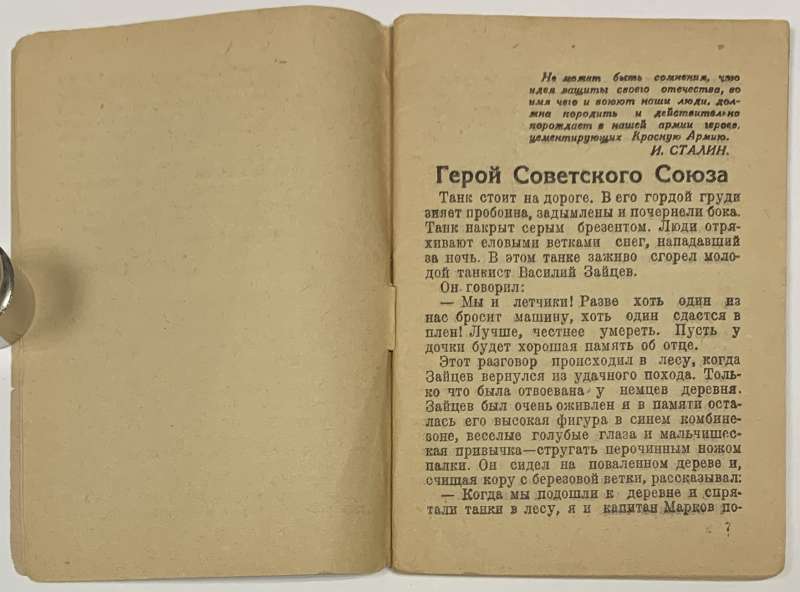 Не может быть сомнения, что
идея защиты своего отечества, во
имя чего и воюют наши люди, дол-
жна породить и действительно
порождает в нашей армии героев,
цементирующих Красную Армию.
И. СТАЛИН.
Герой Советского Союза
Танк стоит на дороге. В его гордой груди
зияет пробоина, задымлены и почернели бока.
Танк накрыт серым брезентом. Люди отря-
хивают еловыми ветками снег, нападавший
за ночь. В этом танке заживо сгорел моло-
дой танкист Василий Зайцев.
Он говорил:
— Мы и летчики! Разве хоть один из
нас бросит машину, хоть один сдастся в
плен! Лучше, честнее умереть. Пусть у
дочки будет хорошая память об отце.
Этот разговор происходил в лесу, когда
Зайцев вернулся из удачного похода. Толь-
ко что была отвоевана у немцев деревня.
Зайцев был очень оживлен я в памяти оста-
лась его высокая фигура в синем комбине-
зоне, веселые голубые глаза и мальчишес-
кая привычка—стругать перочинным ножом
палки. Он сидел на поваленном дереве и,
счищая кору с березовой ветки, рассказывал:
— Когда мы подошли к деревне и спря-
тали танки в лесу, я и капитан Марков по-
7